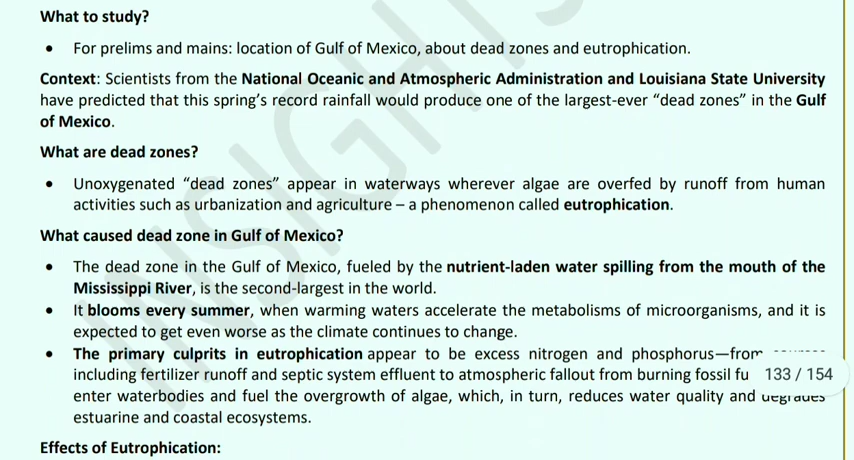 What to study?
• For prelims and mains: location of Gulf of Mexico, about dead zones and eutrophication.
Context: Scientists from the National Oceanic and Atmospheric Administration and Louisiana State University
have predicted that this spring's record rainfall would produce one of the largest-ever “dead zones” in the Gulf
of Mexico.
What are dead zones?
• Unoxygenated “dead zones” appear in waterways wherever algae are overfed by runoff from human
activities such as urbanization and agriculture – a phenomenon called eutrophication.
What caused dead zone in Gulf of Mexico?
• The dead zone in the Gulf of Mexico, fueled by the nutrient-laden water spilling from the mouth of the
Mississippi River, is the second-largest in the world.
• It blooms every summer, when warming waters accelerate the metabolisms of microorganisms, and it is
expected to get even worse as the climate continues to change.
• The primary culprits in eutrophication appear to be excess nitrogen and phosphorus—from
including fertilizer runoff and septic system effluent to atmospheric fallout from burning fossil fu 133 / 154
enter waterbodies and fuel the overgrowth of algae, which, in turn, reduces water quality and degrades
estuarine and coastal ecosystems.
Effects of Eutrophication:
INSIGHTS